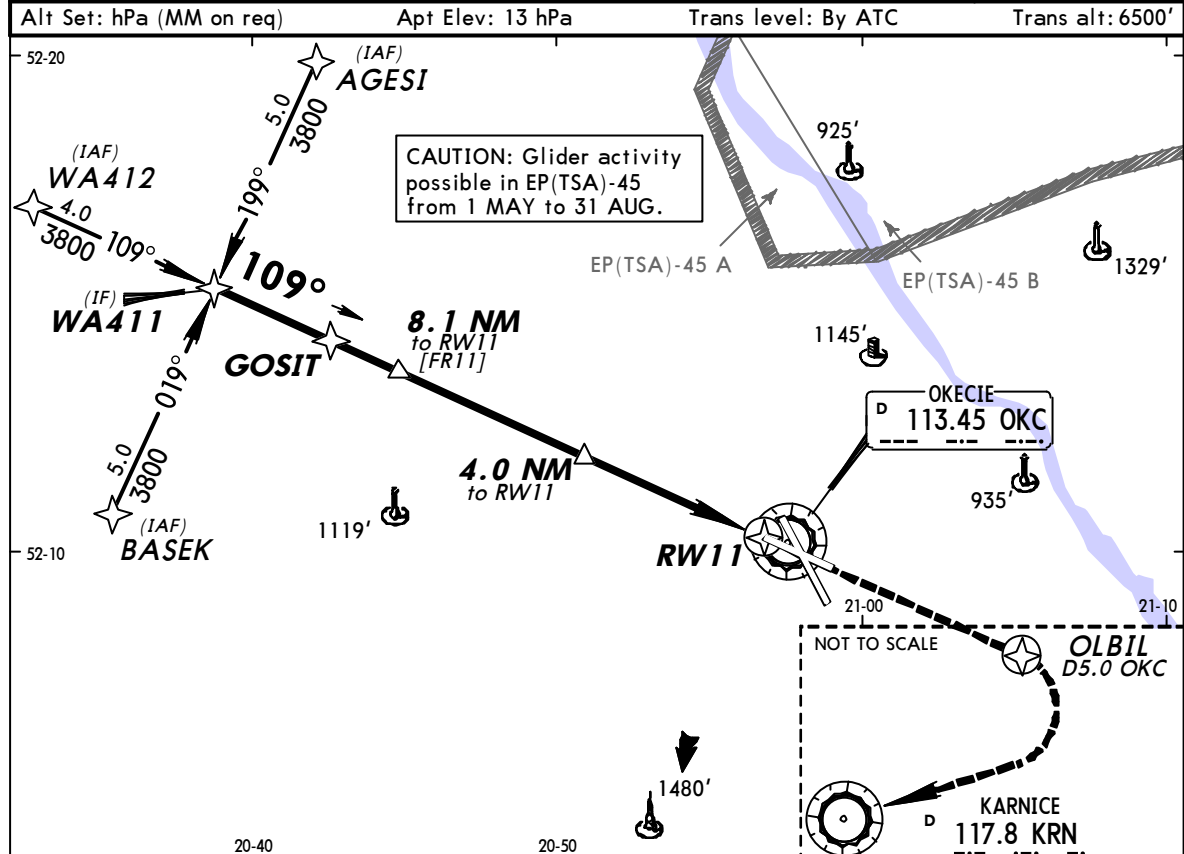 Alt Set: hPa (MM on req) Apt Elev: 13 hPa Trans level: By ATC Trans alt: 6500'
52-20
(IAF)
AGESI
5.0
3800
199°
(IAF)
WA412
4.0
3800
109°
CAUTION: Glider activity
possible in EP(TSA)-45
from 1 MAY to 31 AUG.
925'
1329'
EP(TSA)-45 A
EP(TSA)-45 B
109°
(IF)
WA411
GOSIT
8.1 NM
to RW11
[FR11]
1145'
019°
5.0
3800
(IAF)
BASEK
OKECIE
D 113.45 OKC
4.0 NM
to RW11
935'
1119'
52-10
RW11
21-00
21-10
NOT TO SCALE
OLBIL
D5.0 OKC
1480'
KARNICE
D 117.8 KRN
20-40
20-50